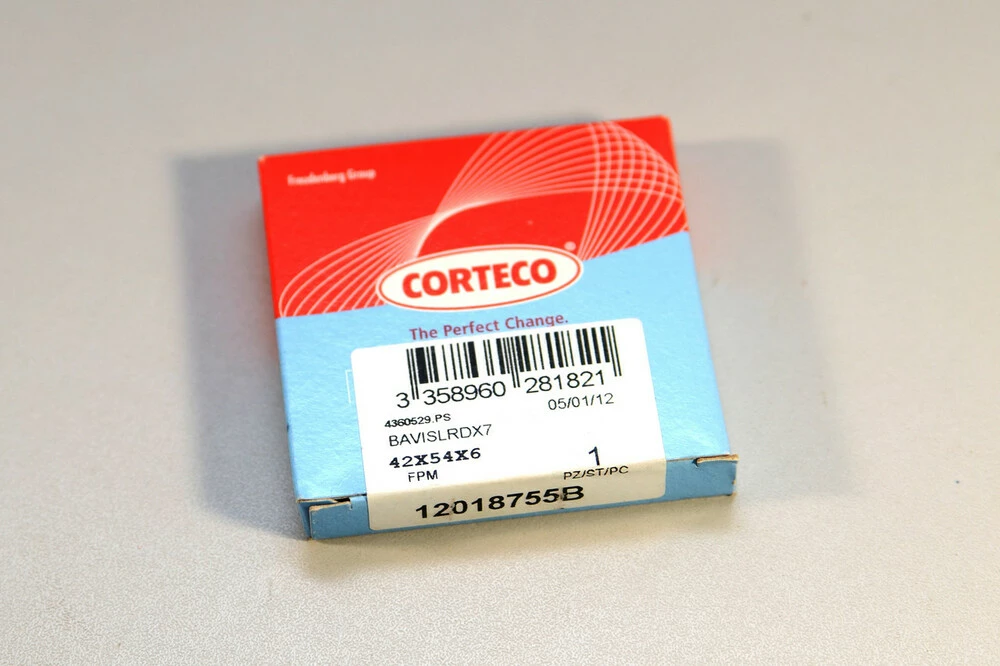 Freudenberg Group
CORTECO®
The Perfect Change.
3 358960 281821
4360529.PS 05/01/12
BAVISLRDX7
42X54X6 1
FPM PZ/ST/PC
12018755B